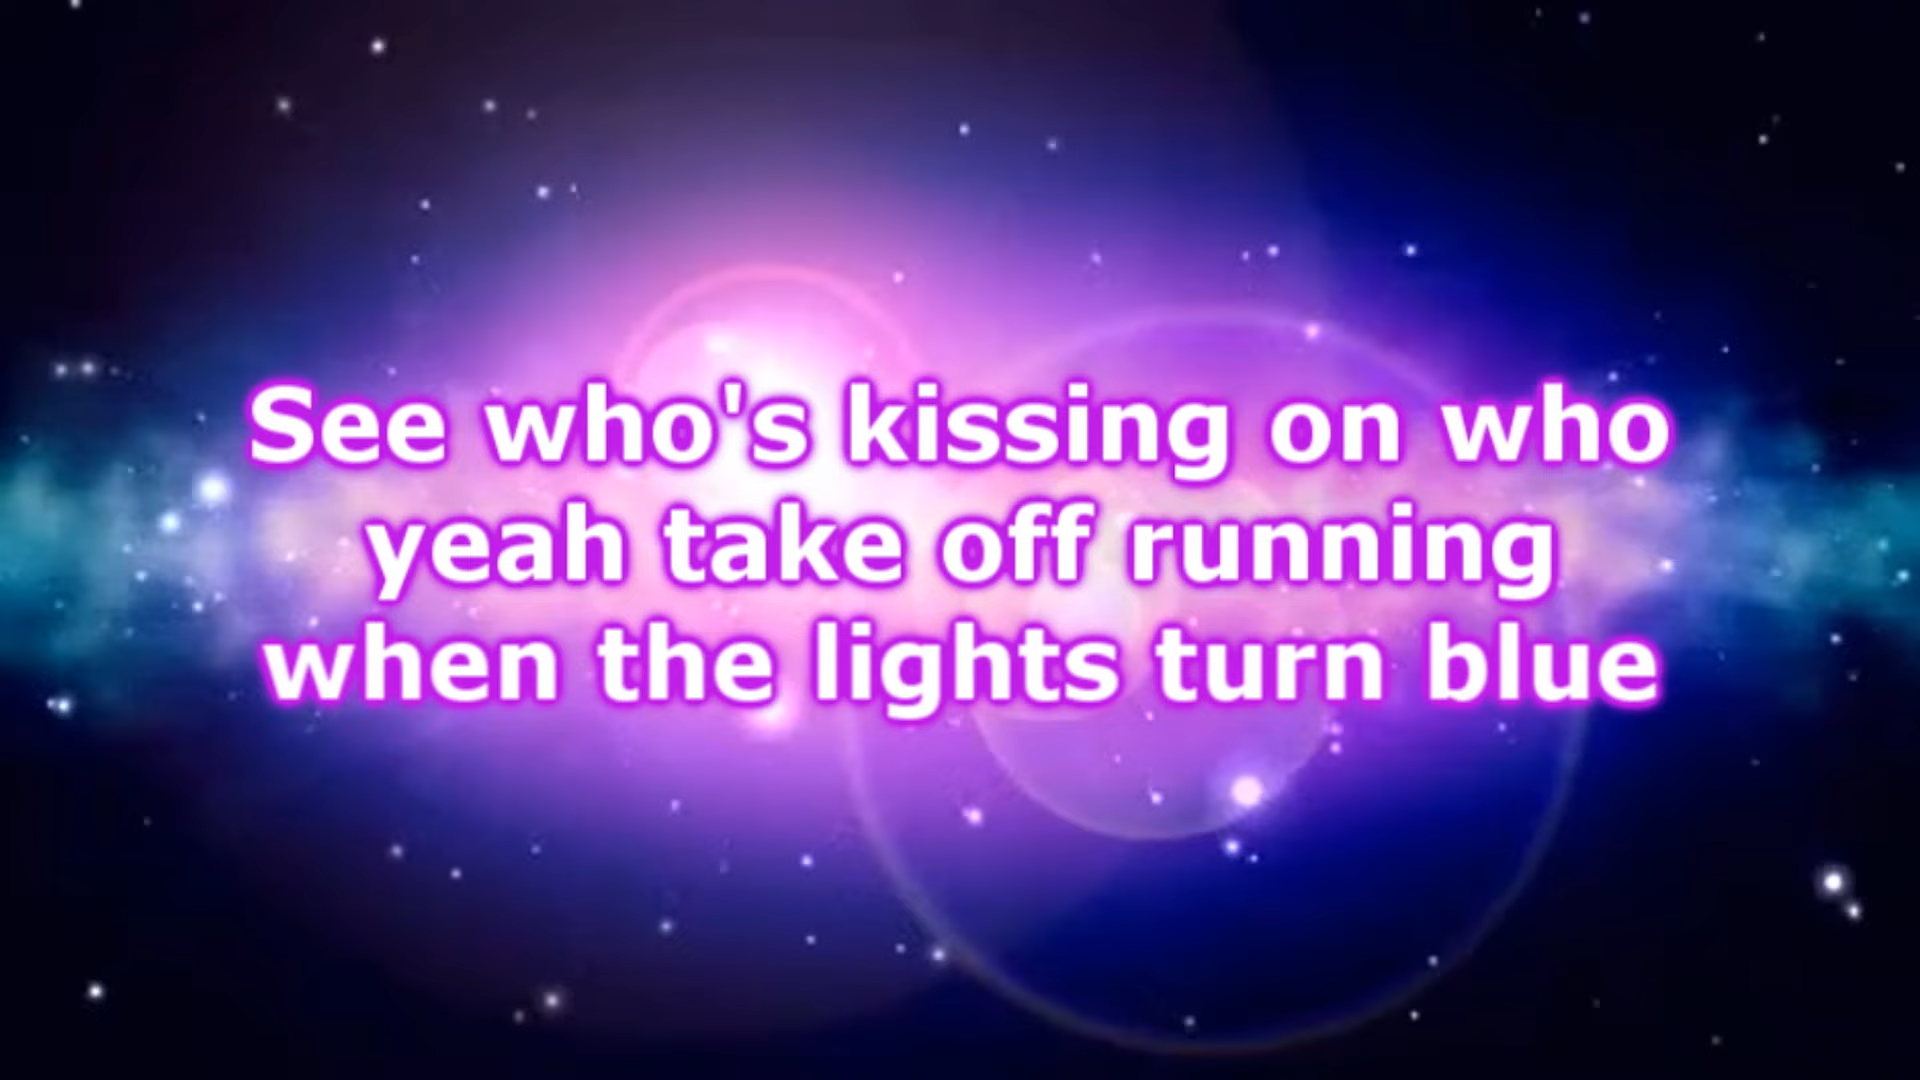 See who's kissing on who
yeah take off running
when the lights turn blue